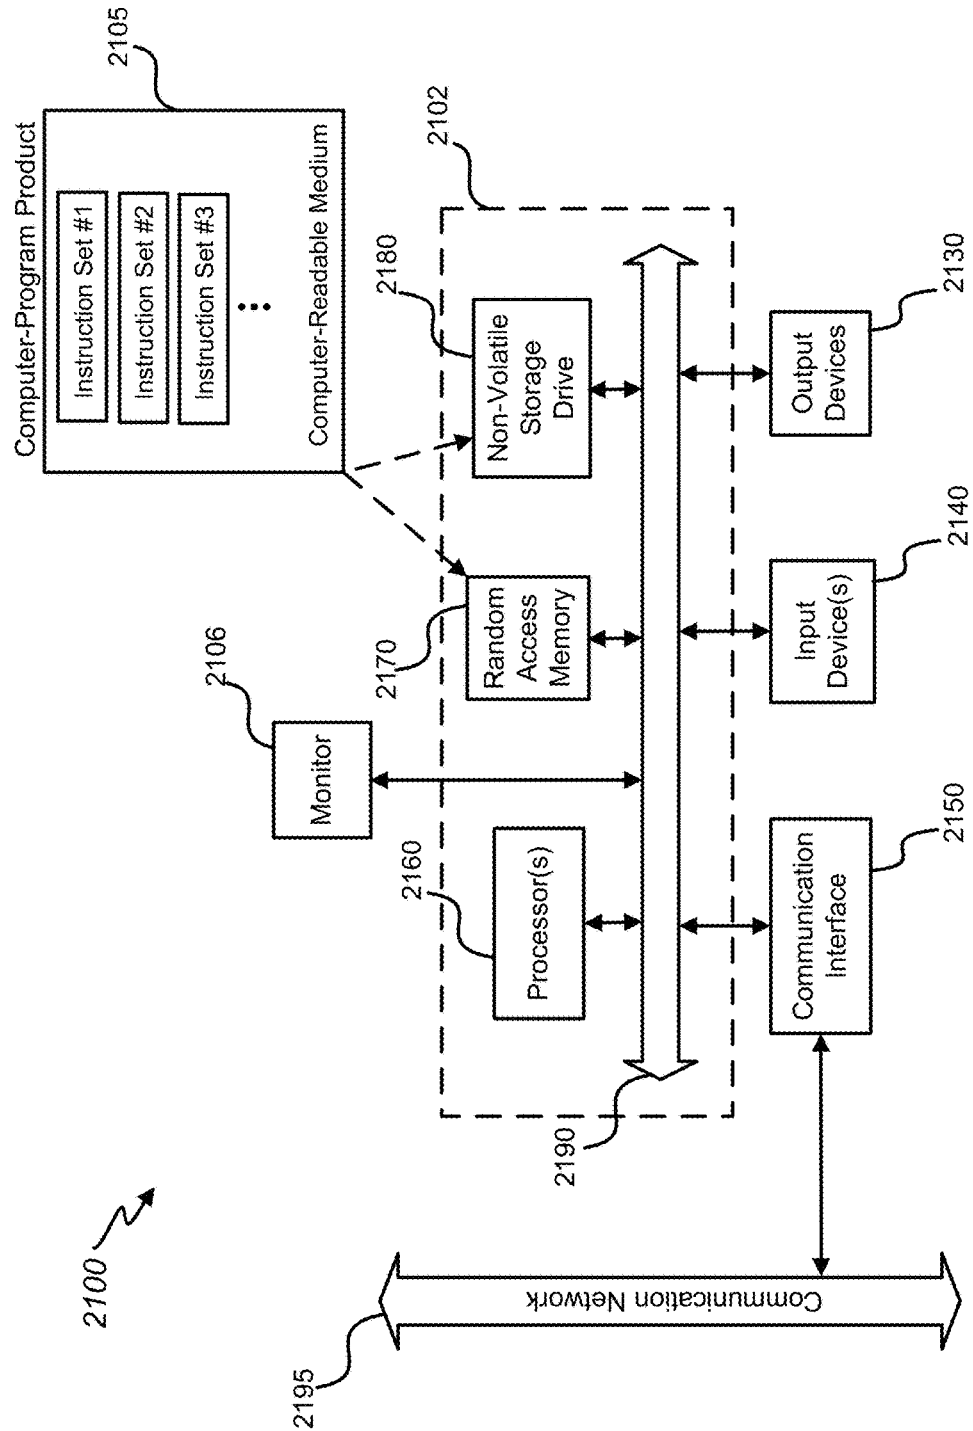 2100
2105
Computer-Program Product
Instruction Set #1
Instruction Set #2
Instruction Set #3
Computer-Readable Medium
2106
Monitor
2102
2160
Processor(s)
2170
Random
Access
Memory
2180
Non-Volatile
Storage
Drive
2190
2195
Communication Network
Communication
Interface
2150
Input
Device(s)
2140
Output
Devices
2130